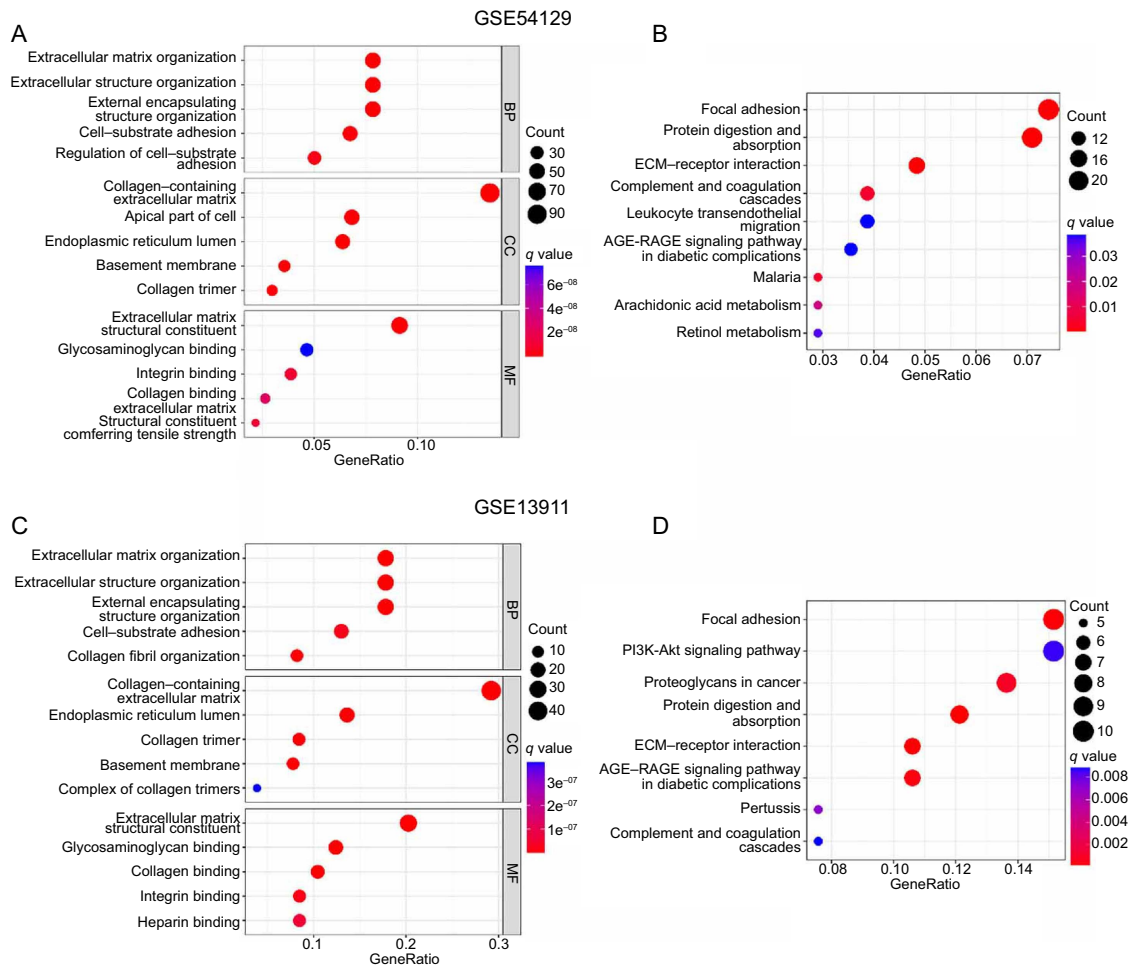 GSE54129
A
Extracellular matrix organization
Extracellular structure organization
External encapsulating
structure organization
Cell–substrate adhesion
Regulation of cell–substrate
adhesion
BP
Collagen–containing
extracellular matrix
Apical part of cell
Endoplasmic reticulum lumen
Basement membrane
Collagen trimer
CC
Extracellular matrix
structural constituent
Glycosaminoglycan binding
Integrin binding
Collagen binding
extracellular matrix
Structural constituent
comferring tensile strength
MF
0.05 0.10
GeneRatio
Count
30
50
70
90
q value
6e–08
4e–08
2e–08
B
Focal adhesion
Protein digestion and
absorption
ECM–receptor interaction
Complement and coagulation
cascades
Leukocyte transendothelial
migration
AGE-RAGE signaling pathway
in diabetic complications
Malaria
Arachidonic acid metabolism
Retinol metabolism
0.03 0.04 0.05 0.06 0.07
GeneRatio
Count
12
16
20
q value
0.03
0.02
0.01
GSE13911
C
Extracellular matrix organization
Extracellular structure organization
External encapsulating
structure organization
Cell–substrate adhesion
Collagen fibril organization
BP
Collagen–containing
extracellular matrix
Endoplasmic reticulum lumen
Collagen trimer
Basement membrane
Complex of collagen trimers
CC
Extracellular matrix
structural constituent
Glycosaminoglycan binding
Collagen binding
Integrin binding
Heparin binding
MF
0.1 0.2 0.3
GeneRatio
Count
10
20
30
40
q value
3e–07
2e–07
1e–07
D
Focal adhesion
PI3K-Akt signaling pathway
Proteoglycans in cancer
Protein digestion and
absorption
ECM–receptor interaction
AGE–RAGE signaling pathway
in diabetic complications
Pertussis
Complement and coagulation
cascades
0.08 0.10 0.12 0.14
GeneRatio
Count
5
6
7
8
9
10
q value
0.008
0.006
0.004
0.002